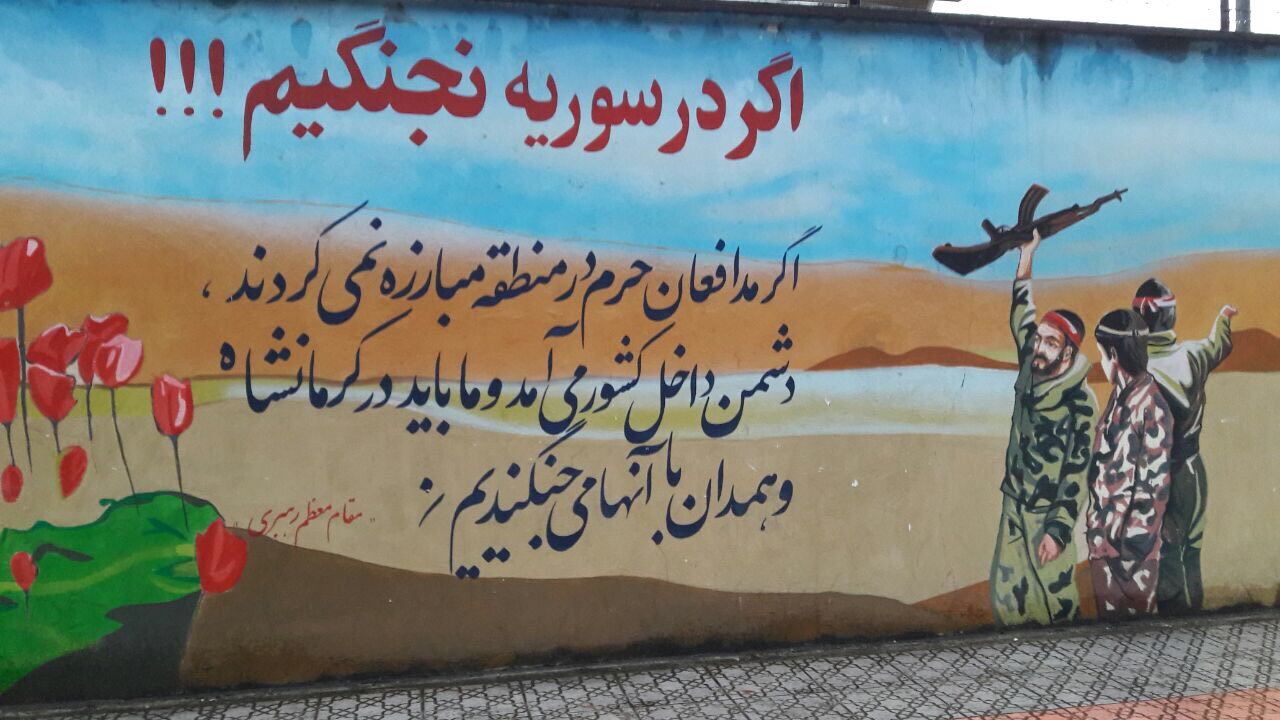 اگر در سوریه نجنگیم !!!
اگر مدافعان حرم در منطقه مبارزه نمی کردند ،
دشمن داخل کشور می آمد و ما باید در کرمانشاه
و همدان با آنها می جنگیدیم .
"مقام معظم رهبری"